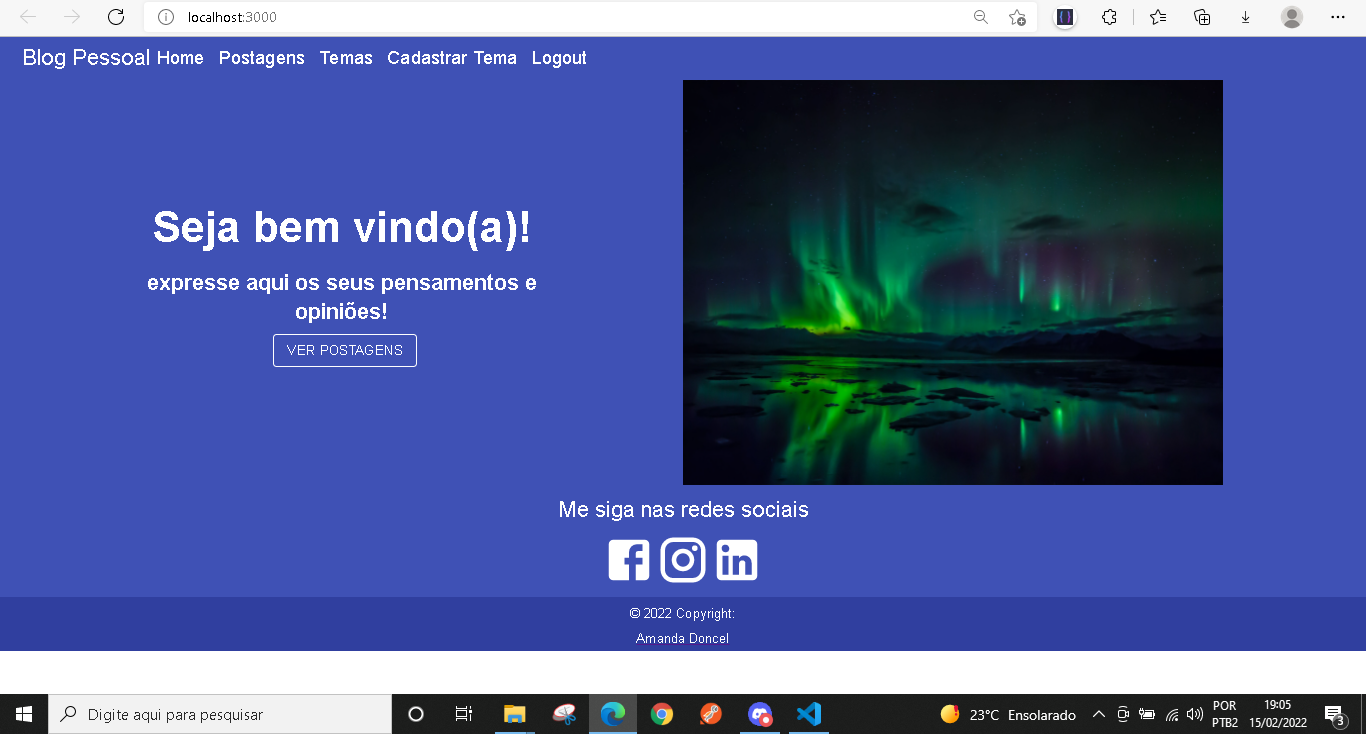 localhost:3000
Blog Pessoal Home Postagens Temas Cadastrar Tema Logout
Seja bem vindo(a)!
expresse aqui os seus pensamentos e
opiniões!
VER POSTAGENS
Me siga nas redes sociais
© 2022 Copyright:
Amanda Doncel
Digite aqui para pesquisar
23°C Ensolarado
POR
PTB2
19:05
15/02/2022
3